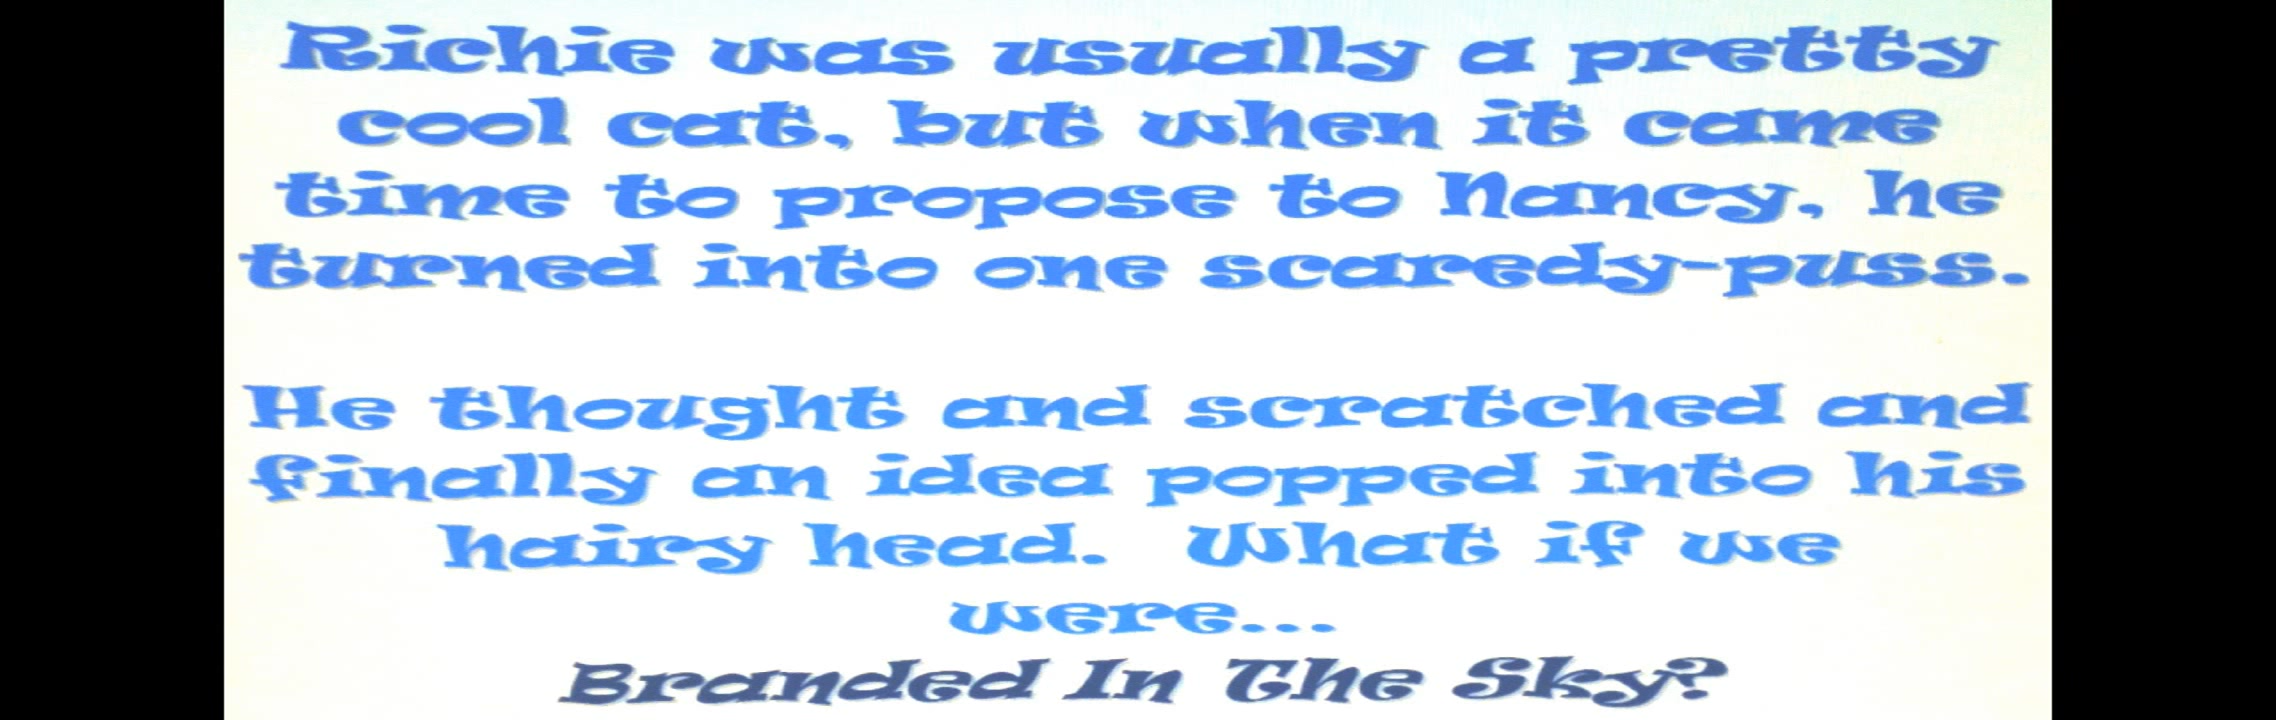 Richie was usually a pretty
cool cat, but when it came
time to propose to Nancy, he
turned into one scaredy-puss.
He thought and scratched and
finally an idea popped into his
hairy head. What if we
were...
Branded In The Sky?